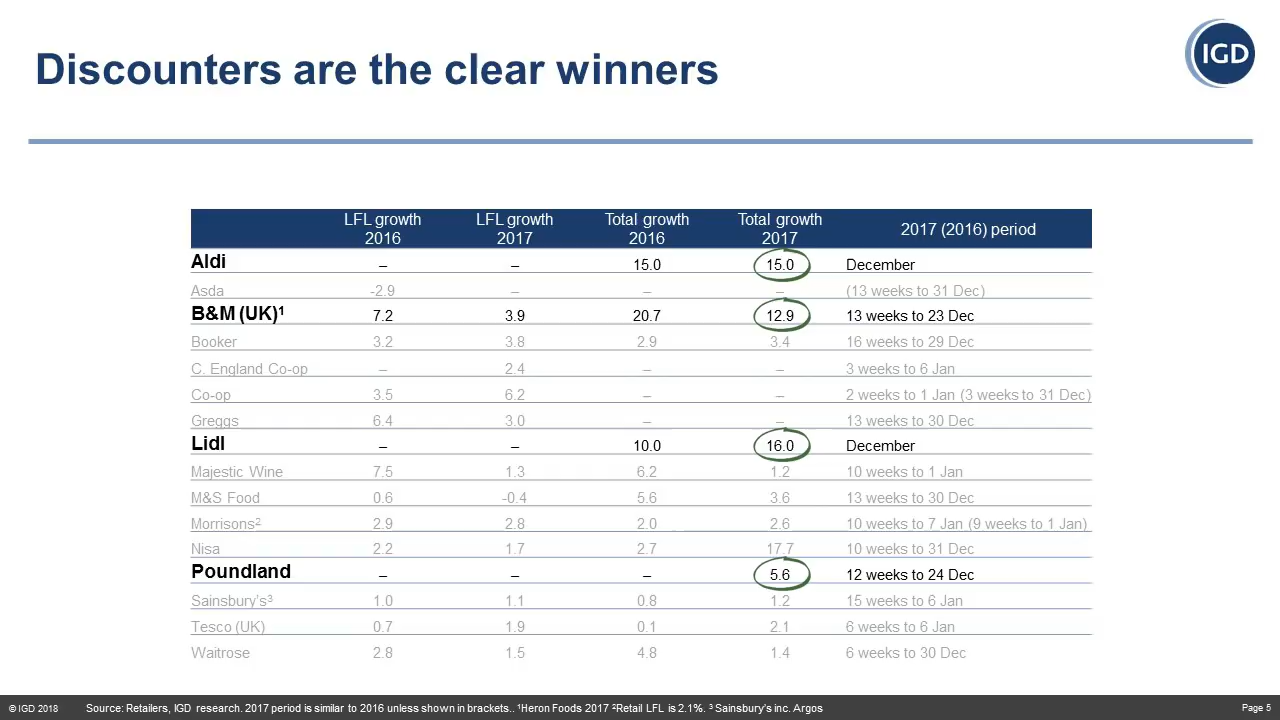 Discounters are the clear winners
IGD
LFL growth 2016 LFL growth 2017 Total growth 2016 Total growth 2017 2017 (2016) period
Aldi – – 15.0 15.0 December
Asda -2.9 – – – (13 weeks to 31 Dec)
B&M (UK)¹ 7.2 3.9 20.7 12.9 13 weeks to 23 Dec
Booker 3.2 3.8 2.9 3.4 16 weeks to 29 Dec
C. England Co-op – 2.4 – – 3 weeks to 6 Jan
Co-op 3.5 6.2 – – 2 weeks to 1 Jan (3 weeks to 31 Dec)
Greggs 6.4 3.0 – – 13 weeks to 30 Dec
Lidl – – 10.0 16.0 December
Majestic Wine 7.5 1.3 6.2 1.2 10 weeks to 1 Jan
M&S Food 0.6 -0.4 5.6 3.6 13 weeks to 30 Dec
Morrisons² 2.9 2.8 2.0 2.6 10 weeks to 7 Jan (9 weeks to 1 Jan)
Nisa 2.2 1.7 2.7 17.7 10 weeks to 31 Dec
Poundland – – – 5.6 12 weeks to 24 Dec
Sainsbury's³ 1.0 1.1 0.8 1.2 15 weeks to 6 Jan
Tesco (UK) 0.7 1.9 0.1 2.1 6 weeks to 6 Jan
Waitrose 2.8 1.5 4.8 1.4 6 weeks to 30 Dec
© IGD 2018 Source: Retailers, IGD research. 2017 period is similar to 2016 unless shown in brackets.. ¹Heron Foods 2017 ²Retail LFL is 2.1%. ³ Sainsbury's inc. Argos Page 5